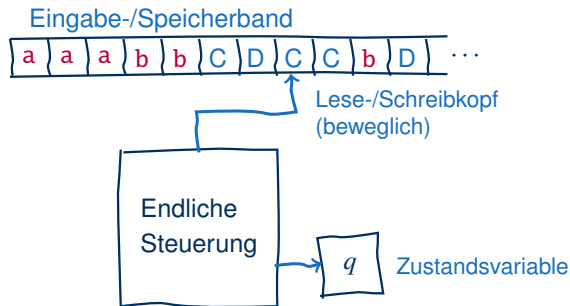 Eingabe-/Speicherband
a a a b b C D C C b D ···
Lese-/Schreibkopf
(beweglich)
Endliche
Steuerung
q
Zustandsvariable